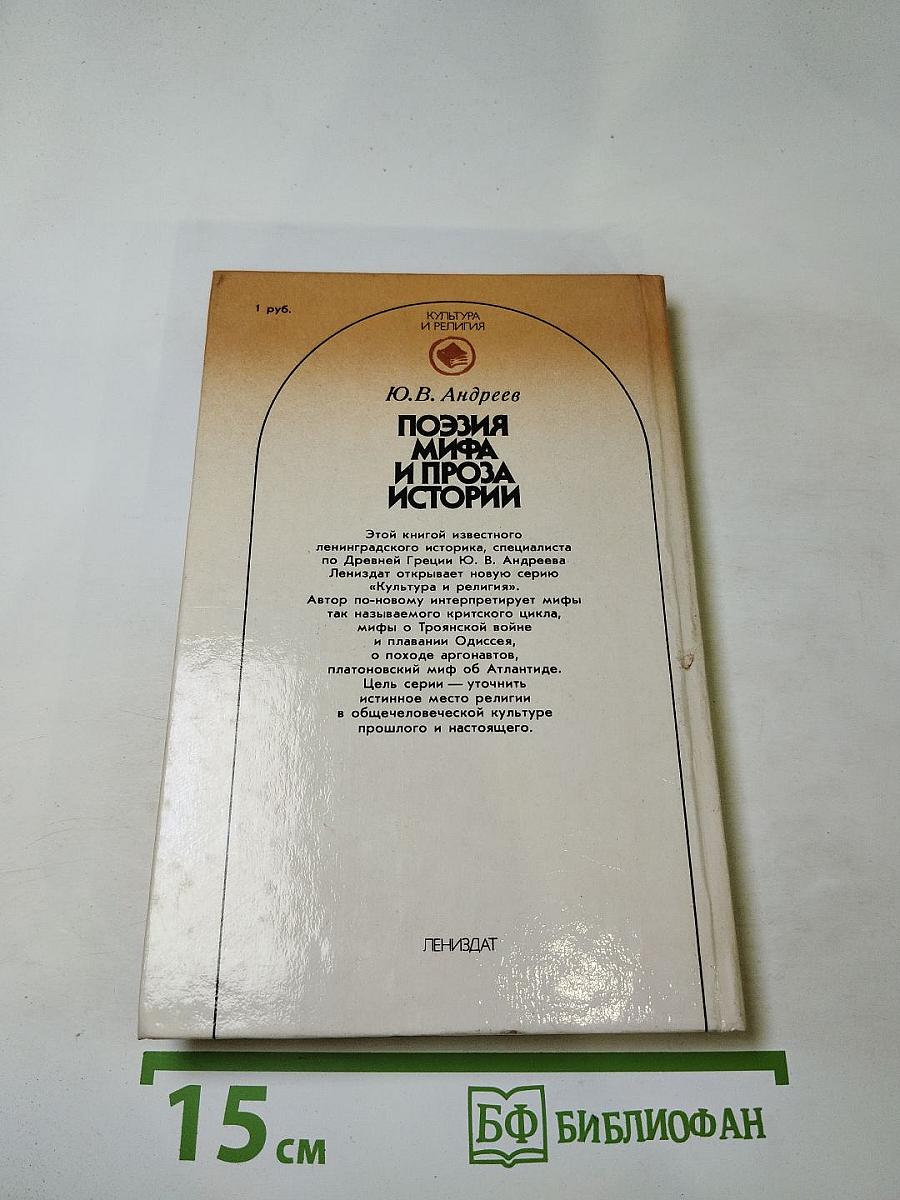 1 руб.
КУЛЬТУРА
И РЕЛИГИЯ
Ю. В. Андреев
ПОЭЗИЯ
МИФА
И ПРОЗА
ИСТОРИИ
Этой книгой известного
ленинградского историка, специалиста
по Древней Греции Ю. В. Андреева
Лениздат открывает новую серию
«Культура и религия».
Автор по-новому интерпретирует мифы
так называемого критского цикла,
мифы о Троянской войне
и плавании Одиссея,
о походе аргонавтов,
платоновский миф об Атлантиде.
Цель серии — уточнить
истинное место религии
в общечеловеческой культуре
прошлого и настоящего.
ЛЕНИЗДАТ
15 см
БФ БИБЛИОФАН